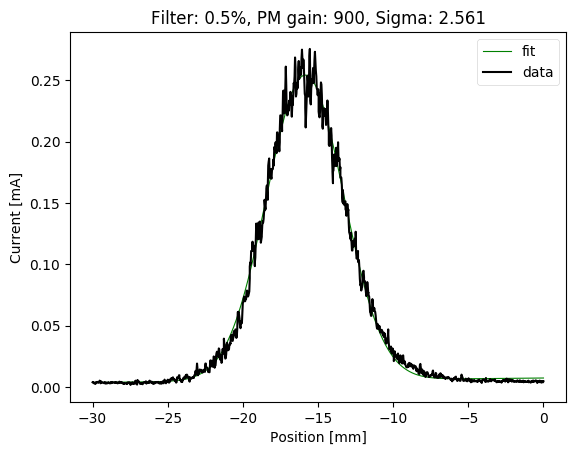 Filter: 0.5%, PM gain: 900, Sigma: 2.561
fit
data
0.25
0.20
0.15
0.10
0.05
0.00
Current [mA]
−30 −25 −20 −15 −10 −5 0
Position [mm]